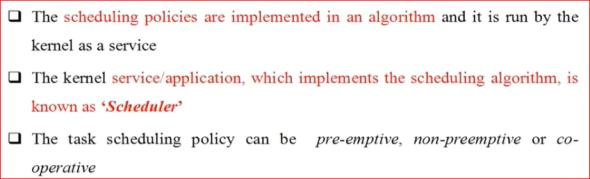 ❑ The scheduling policies are implemented in an algorithm and it is run by the
kernel as a service
❑ The kernel service/application, which implements the scheduling algorithm, is
known as ‘Scheduler’
❑ The task scheduling policy can be pre-emptive, non-preemptive or co-
operative